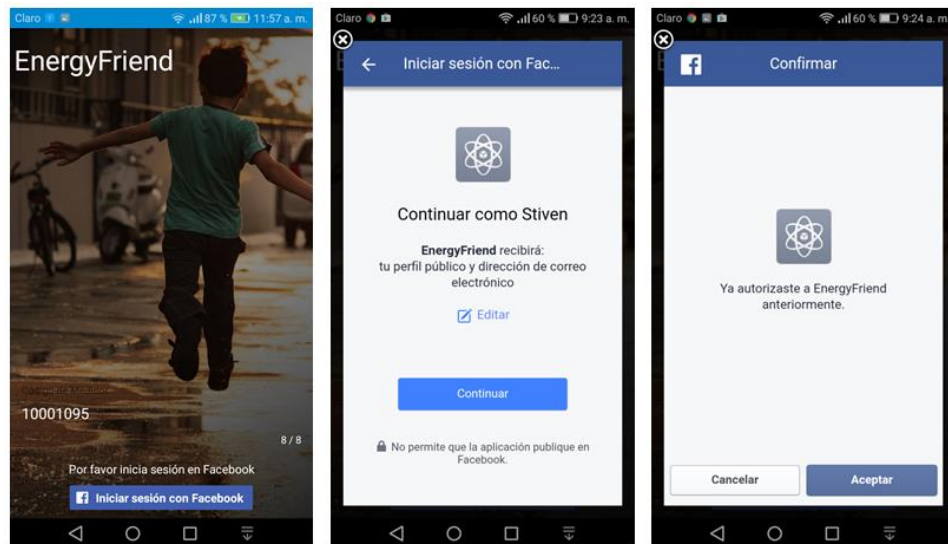 Claro 87 % 11:57 a. m.
EnergyFriend
10001095
8 / 8
Por favor inicia sesión en Facebook
Iniciar sesión con Facebook
Claro 60 % 9:23 a. m.
Iniciar sesión con Fac...
Continuar como Stiven
EnergyFriend recibirá:
tu perfil público y dirección de correo
electrónico
Editar
Continuar
No permite que la aplicación publique en
Facebook.
Claro 60 % 9:24 a. m.
Confirmar
Ya autorizaste a EnergyFriend
anteriormente.
Cancelar Aceptar